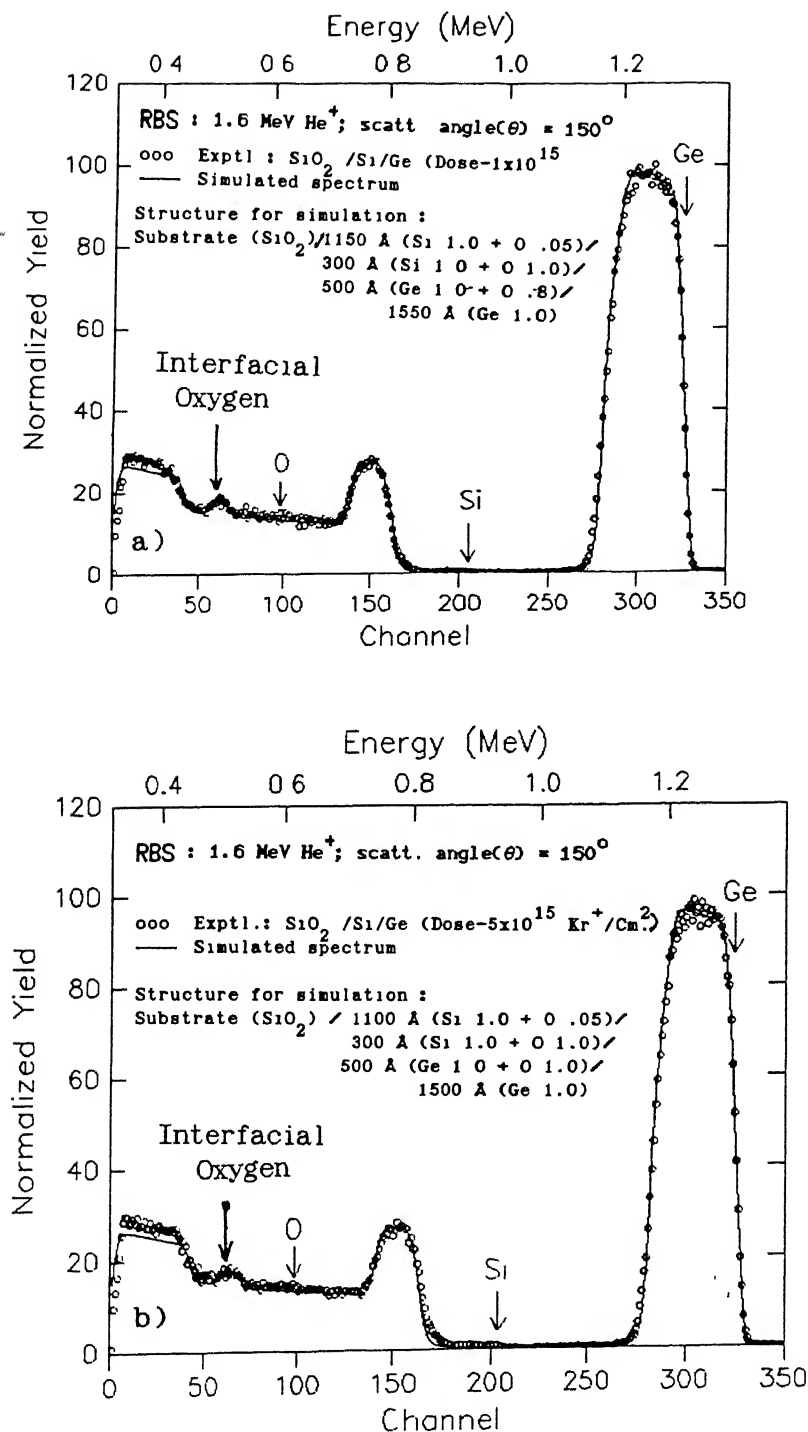 Energy (MeV)
0 4 0 6 0 8 1.0 1.2
RBS : 1.6 MeV He+; scatt angle(θ) = 150°
ooo Exptl : SiO2 /Si/Ge (Dose-1x10^15
Simulated spectrum
Structure for simulation :
Substrate (SiO2)/1150 Å (Si 1.0 + O .05)/
300 Å (Si 1 0 + O 1.0)/
500 Å (Ge 1 0 + O .8)/
1550 Å (Ge 1.0)
Ge
Interfacial
Oxygen
O
Si
a)
Normalized Yield
120
100
80
60
40
20
0
0 50 100 150 200 250 300 350
Channel
Energy (MeV)
0 4 0 6 0 8 1.0 1.2
RBS : 1.6 MeV He+; scatt. angle(θ) = 150°
ooo Exptl.: SiO2 /Si/Ge (Dose-5x10^15 Kr+/Cm2)
Simulated spectrum
Structure for simulation :
Substrate (SiO2) / 1100 Å (Si 1.0 + O .05)/
300 Å (Si 1.0 + O 1.0)/
500 Å (Ge 1 0 + O 1.0)/
1500 Å (Ge 1.0)
Ge
Interfacial
Oxygen
O
Si
b)
Normalized Yield
120
100
80
60
40
20
0
0 50 100 150 200 250 300 350
Channel